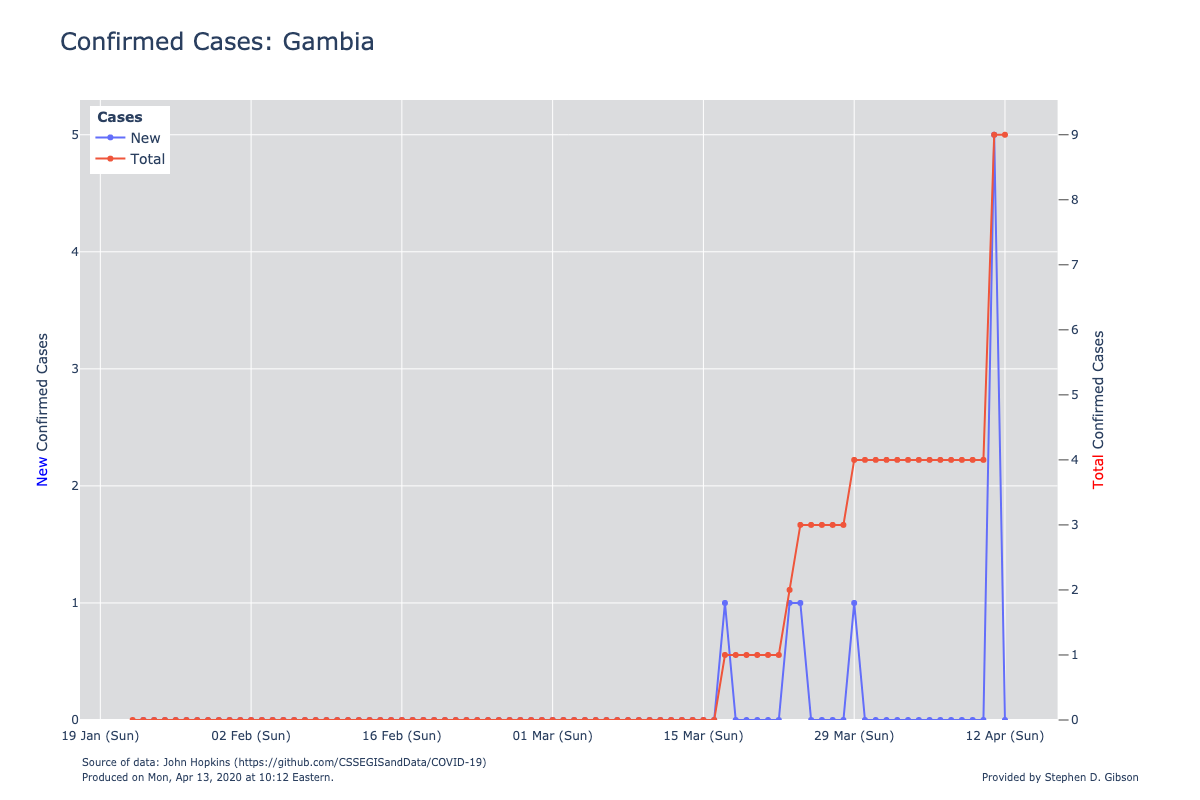 Confirmed Cases: Gambia
Cases
New
Total
5
4
3
2
1
0
New Confirmed Cases
9
8
7
6
5
4
3
2
1
0
Total Confirmed Cases
19 Jan (Sun)
02 Feb (Sun)
16 Feb (Sun)
01 Mar (Sun)
15 Mar (Sun)
29 Mar (Sun)
12 Apr (Sun)
Source of data: John Hopkins (https://github.com/CSSEGISandData/COVID-19)
Produced on Mon, Apr 13, 2020 at 10:12 Eastern.
Provided by Stephen D. Gibson